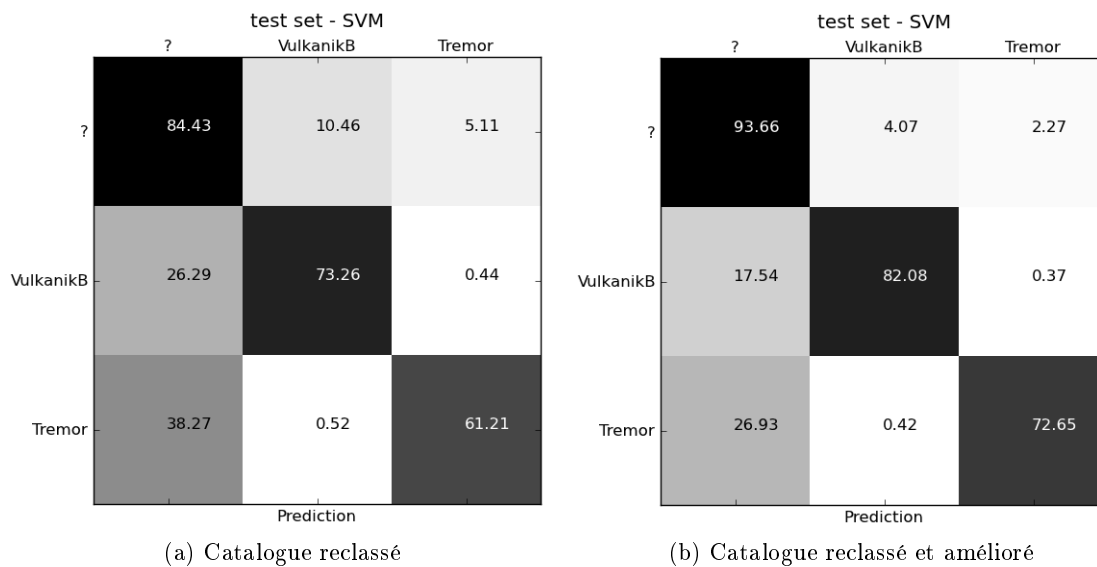 test set - SVM
? VulkanikB Tremor
? 84.43 10.46 5.11
VulkanikB 26.29 73.26 0.44
Tremor 38.27 0.52 61.21
Prediction
(a) Catalogue reclassé
test set - SVM
? VulkanikB Tremor
? 93.66 4.07 2.27
VulkanikB 17.54 82.08 0.37
Tremor 26.93 0.42 72.65
Prediction
(b) Catalogue reclassé et amélioré